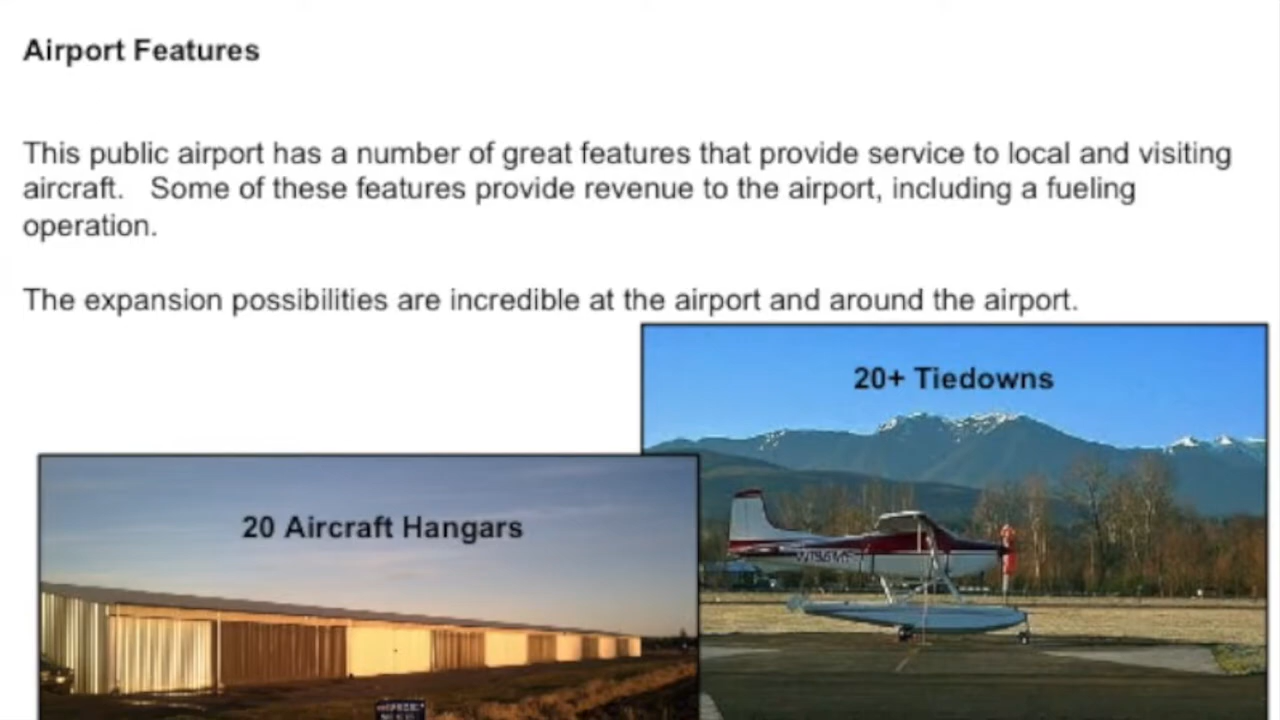 Airport Features
This public airport has a number of great features that provide service to local and visiting
aircraft. Some of these features provide revenue to the airport, including a fueling
operation.
The expansion possibilities are incredible at the airport and around the airport.
20+ Tiedowns
20 Aircraft Hangars